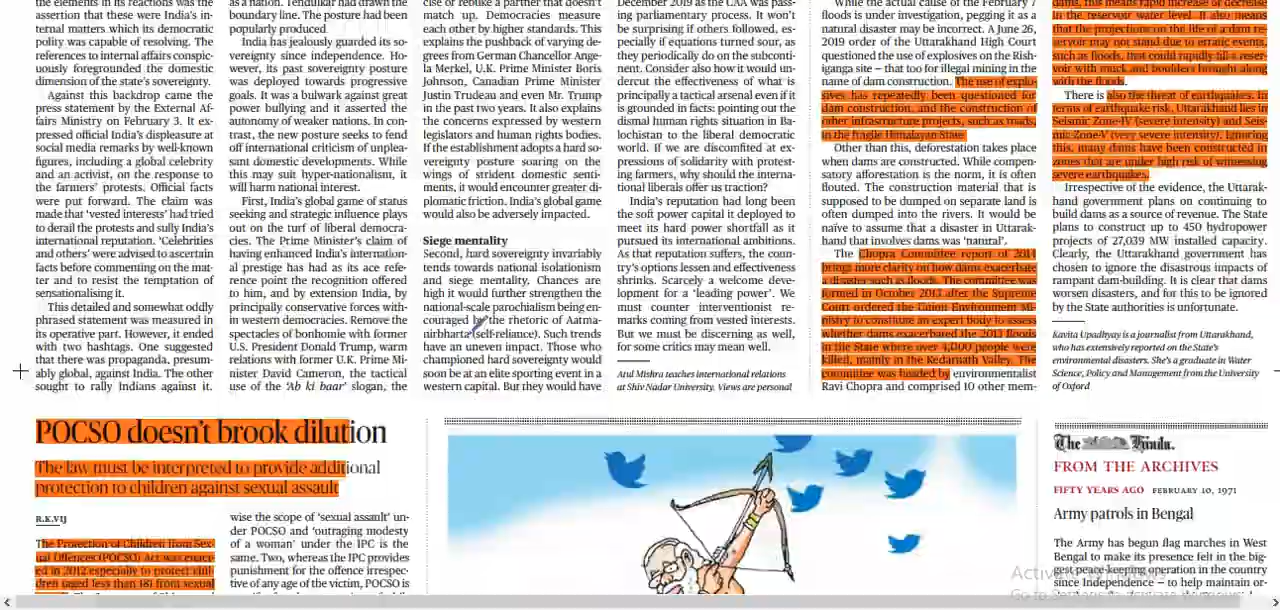 the elements in its reactions was the
assertion that these were India's in-
ternal matters which its democratic
polity was capable of resolving. The
references to internal affairs conspic-
uously foregrounded the domestic
dimension of the state's sovereignty.
Against this backdrop came the
press statement by the External Af-
fairs Ministry on February 3. It ex-
pressed official India's displeasure at
social media remarks by well-known
figures, including a global celebrity
and an activist, on the response to
the farmers' protests. Official facts
were put forward. The claim was
made that 'vested interests' had tried
to derail the protests and sully India's
international reputation. 'Celebrities
and others' were advised to ascertain
facts before commenting on the mat-
ter and to resist the temptation of
sensationalising it.
This detailed and somewhat oddly
phrased statement was measured in
its operative part. However, it ended
with two hashtags. One suggested
that there was propaganda, presum-
ably global, against India. The other
sought to rally Indians against it.
as a nation. Tendulkar had drawn the
boundary line. The posture had been
popularly produced.
India has jealously guarded its so-
vereignty since independence. Ho-
wever, its past sovereignty posture
was deployed towards progressive
goals. It was a bulwark against great
power bullying and it asserted the
autonomy of weaker nations. In con-
trast, the new posture seeks to fend
off international criticism of unplea-
sant domestic developments. While
this may suit hyper-nationalism, it
will harm national interest.
First, India's global game of status
seeking and strategic influence plays
out on the turf of liberal democra-
cies. The Prime Minister's claim of
having enhanced India's internation-
al prestige has had as its ace refe-
rence point the recognition offered
to him, and by extension India, by
principally conservative forces with-
in western democracies. Remove the
spectacles of bonhomie with former
U.S. President Donald Trump, warm
relations with former U.K. Prime Mi-
nister David Cameron, the tactical
use of the 'Ab ki baar' slogan, the
cise or rebuke a partner that doesn't
match up. Democracies measure
each other by higher standards. This
explains the pushback of varying de-
grees from German Chancellor Ange-
la Merkel, U.K. Prime Minister Boris
Johnson, Canadian Prime Minister
Justin Trudeau and even Mr. Trump
in the past two years. It also explains
the concerns expressed by western
legislators and human rights bodies.
If the establishment adopts a hard so-
vereignty posture soaring on the
wings of strident domestic senti-
ments, it would encounter greater di-
plomatic friction. India's global game
would also be adversely impacted.
Siege mentality
Second, hard sovereignty invariably
tends towards national isolationism
and siege mentality. Chances are
high it would further strengthen the
national-scale parochialism being en-
couraged by the rhetoric of Aatma-
nirbharta (self-reliance). Such trends
have an uneven impact. Those who
championed hard sovereignty would
soon be at an elite sporting event in a
western capital. But they would have
December 2019 as the CAA was pass-
ing parliamentary process. It won't
be surprising if others followed, es-
pecially if equations turned sour, as
they periodically do on the subconti-
nent. Consider also how it would un-
dercut the effectiveness of what is
principally a tactical arsenal even if it
is grounded in facts: pointing out the
dismal human rights situation in Ba-
lochistan to the liberal democratic
world. If we are discomfited at ex-
pressions of solidarity with protest-
ing farmers, why should the interna-
tional liberals offer us traction?
India's reputation had long been
the soft power capital it deployed to
meet its hard power shortfall as it
pursued its international ambitions.
As that reputation suffers, the coun-
try's options lessen and effectiveness
shrinks. Scarcely a welcome deve-
lopment for a 'leading power'. We
must counter interventionist re-
marks coming from vested interests.
But we must be discerning as well,
for some critics may mean well.
Atul Mishra teaches international relations
at Shiv Nadar University. Views are personal
While the actual cause of the February 7
floods is under investigation, pegging it as a
natural disaster may be incorrect. A June 26,
2019 order of the Uttarakhand High Court
questioned the use of explosives on the Rish-
iganga site – that too for illegal mining in the
name of dam construction. The use of explo-
sives has repeatedly been questioned for
dam construction, and the construction of
other infrastructure projects, such as roads,
in the fragile Himalayan State.
Other than this, deforestation takes place
when dams are constructed. While compen-
satory afforestation is the norm, it is often
flouted. The construction material that is
supposed to be dumped on separate land is
often dumped into the rivers. It would be
naïve to assume that a disaster in Uttarak-
hand that involves dams was 'natural'.
The Chopra Committee report of 2014
brings more clarity on how dams exacerbate
a disaster such as floods. The committee was
formed in October 2013 after the Supreme
Court ordered the Union Environment Mi-
nistry to constitute an expert body to assess
whether dams exacerbated the 2013 floods
in the State where over 4,000 people were
killed, mainly in the Kedarnath Valley. The
committee was headed by environmentalist
Ravi Chopra and comprised 10 other mem-
dams, this means rapid increase or decrease
in the reservoir water level. It also means
that the projections on the life of a dam re-
servoir may not stand due to erratic events,
such as floods, that could rapidly fill a reser-
voir with muck and boulders brought along
with the floods.
There is also the threat of earthquakes. In
terms of earthquake risk, Uttarakhand lies in
Seismic Zone-IV (severe intensity) and Seis-
mic Zone-V (very severe intensity). Ignoring
this, many dams have been constructed in
zones that are under high risk of witnessing
severe earthquakes.
Irrespective of the evidence, the Uttarak-
hand government plans on continuing to
build dams as a source of revenue. The State
plans to construct up to 450 hydropower
projects of 27,039 MW installed capacity.
Clearly, the Uttarakhand government has
chosen to ignore the disastrous impacts of
rampant dam-building. It is clear that dams
worsen disasters, and for this to be ignored
by the State authorities is unfortunate.
Kavita Upadhyay is a journalist from Uttarakhand,
who has extensively reported on the State's
environmental disasters. She's a graduate in Water
Science, Policy and Management from the University
of Oxford
POCSO doesn't brook dilution
The law must be interpreted to provide additional
protection to children against sexual assault
R.K.VIJ
The Protection of Children from Sex-
ual Offences (POCSO) Act was enact-
ed in 2012 especially to protect chil-
dren (aged less than 18) from sexual
wise the scope of 'sexual assault' un-
der POCSO and 'outraging modesty
of a woman' under the IPC is the
same. Two, whereas the IPC provides
punishment for the offence irrespec-
tive of any age of the victim, POCSO is
The Hindu.
FROM THE ARCHIVES
FIFTY YEARS AGO FEBRUARY 10, 1971
Army patrols in Bengal
The Army has begun flag marches in West
Bengal to make its presence felt in the big-
gest peace-keeping operation in the country
since Independence – to help maintain or-